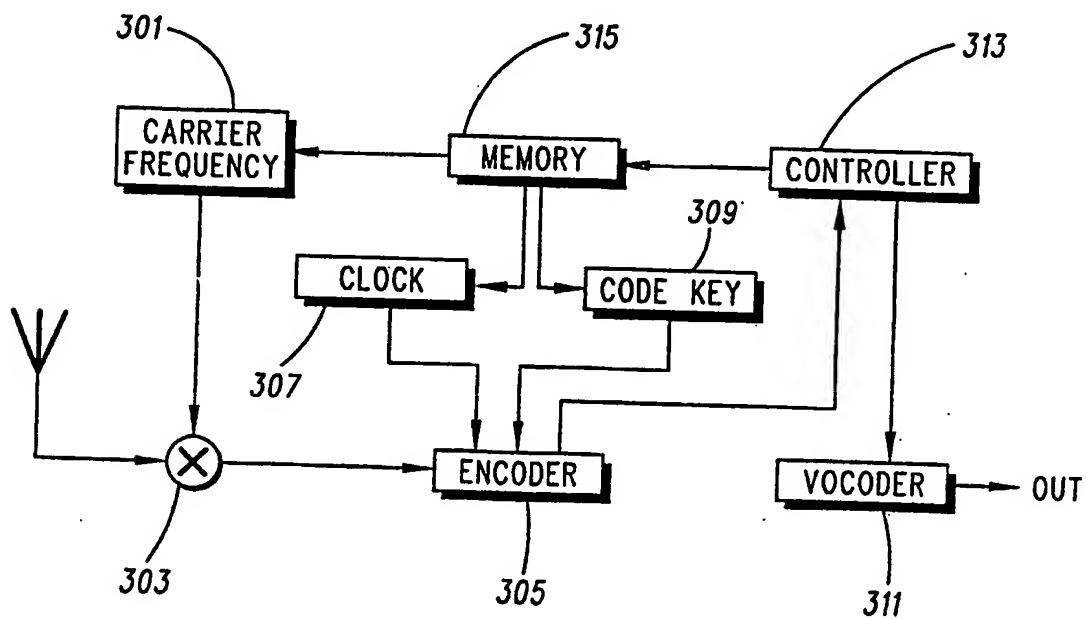 301
315
313
CARRIER
FREQUENCY
MEMORY
CONTROLLER
309
CLOCK
CODE KEY
307
ENCODER
VOCODER
OUT
303
305
311